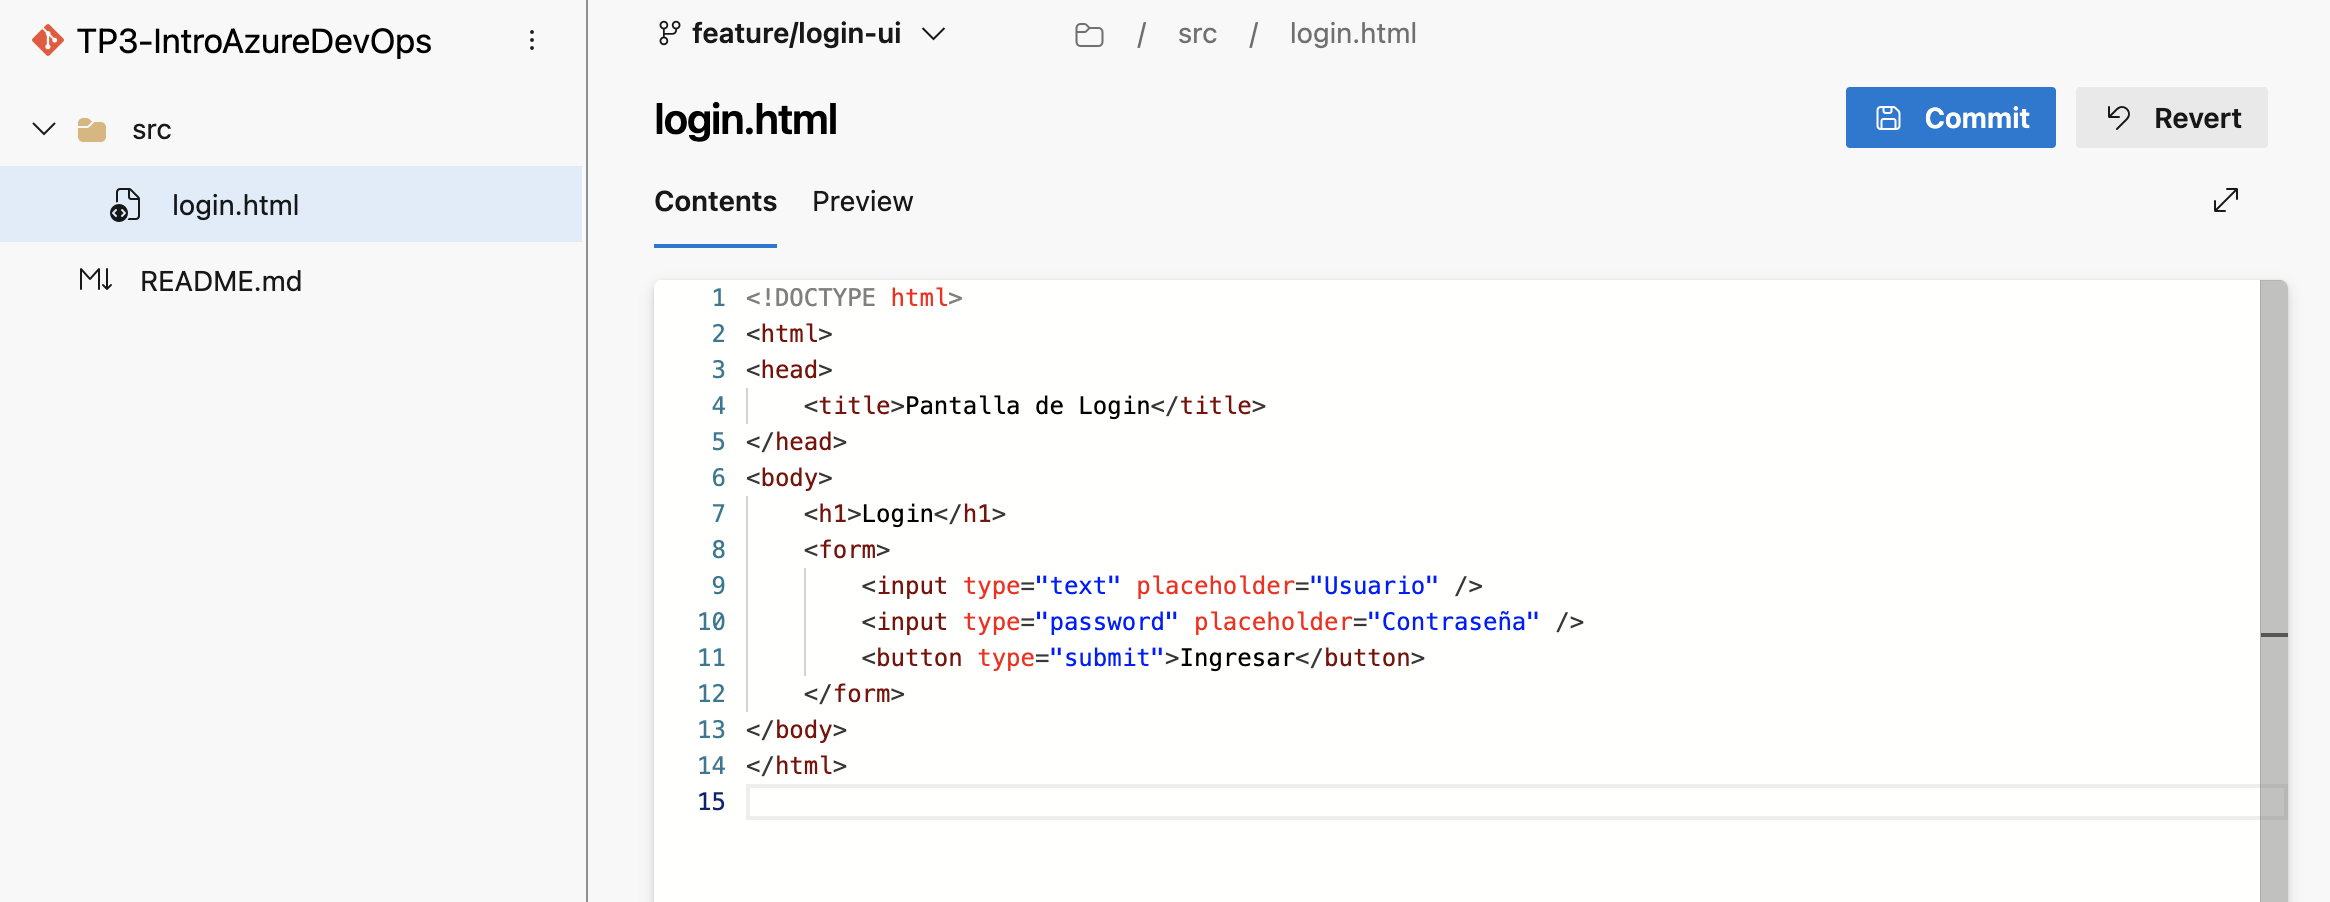 TP3-IntroAzureDevOps
src
login.html
README.md
feature/login-ui / src / login.html
login.html
Commit Revert
Contents Preview
1 <!DOCTYPE html>
2 <html>
3 <head>
4     <title>Pantalla de Login</title>
5 </head>
6 <body>
7     <h1>Login</h1>
8     <form>
9         <input type="text" placeholder="Usuario" />
10         <input type="password" placeholder="Contraseña" />
11         <button type="submit">Ingresar</button>
12     </form>
13 </body>
14 </html>
15